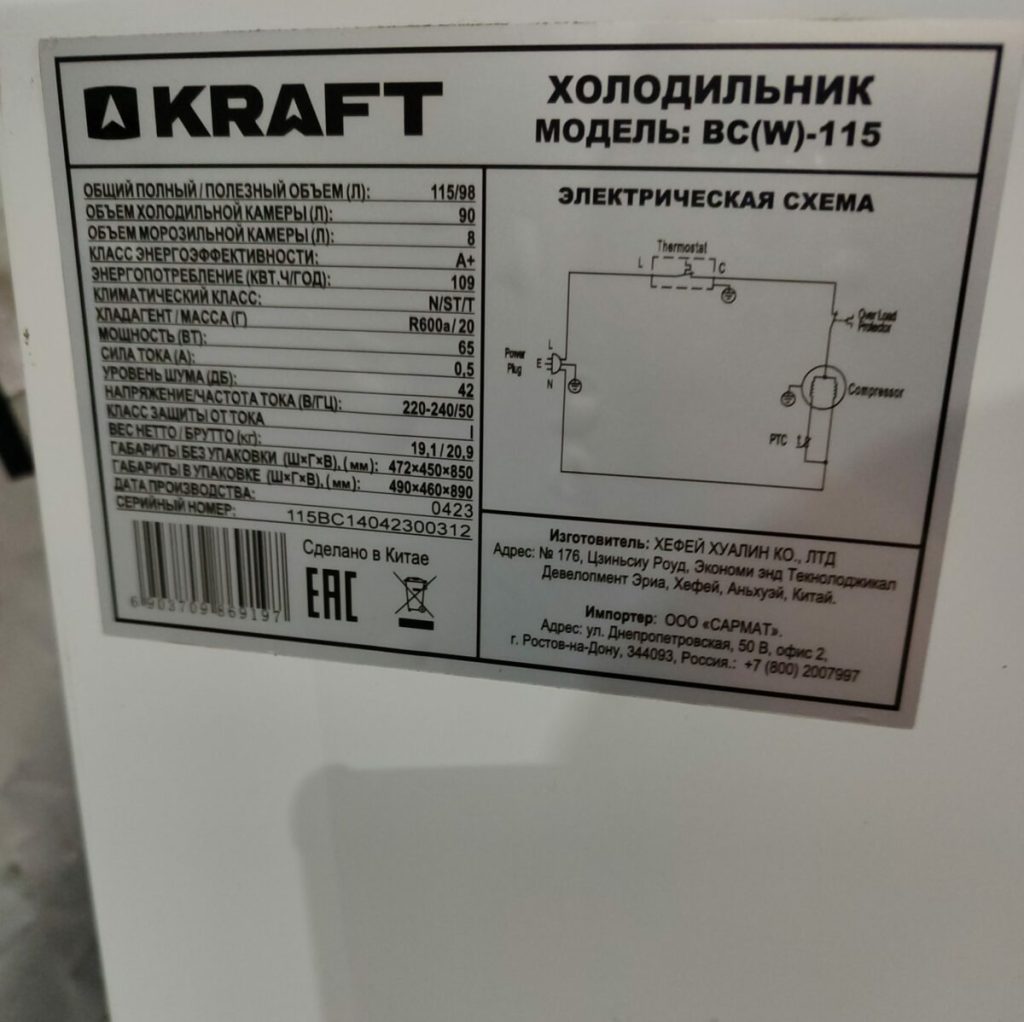 KRAFT
ХОЛОДИЛЬНИК
МОДЕЛЬ: BC(W)-115
ОБЩИЙ ПОЛНЫЙ / ПОЛЕЗНЫЙ ОБЪЕМ (Л): 115/98
ОБЪЕМ ХОЛОДИЛЬНОЙ КАМЕРЫ (Л): 90
ОБЪЕМ МОРОЗИЛЬНОЙ КАМЕРЫ (Л): 8
КЛАСС ЭНЕРГОЭФФЕКТИВНОСТИ: A+
ЭНЕРГОПОТРЕБЛЕНИЕ (КВТ.Ч/ГОД): 109
КЛИМАТИЧЕСКИЙ КЛАСС: N/ST/T
ХЛАДАГЕНТ / МАССА (Г) R600a / 20
МОЩНОСТЬ (ВТ): 65
СИЛА ТОКА (А): 0,5
УРОВЕНЬ ШУМА (ДБ): 42
НАПРЯЖЕНИЕ/ЧАСТОТА ТОКА (В/ГЦ): 220-240/50
КЛАСС ЗАЩИТЫ ОТ ТОКА I
ВЕС НЕТТО / БРУТТО (кг): 19,1 / 20,9
ГАБАРИТЫ БЕЗ УПАКОВКИ (Ш×Г×В), (мм): 472×450×850
ГАБАРИТЫ В УПАКОВКЕ (Ш×Г×В), (мм): 490×460×890
ДАТА ПРОИЗВОДСТВА: 0423
СЕРИЙНЫЙ НОМЕР: 115BC14042300312
Сделано в Китае
EAC
6 903709 869197
ЭЛЕКТРИЧЕСКАЯ СХЕМА
Thermostat
L C
Over Load
Protector
Power
Plug
L
E
N
Compressor
PTC
Изготовитель: ХЕФЕЙ ХУАЛИН КО., ЛТД
Адрес: № 176, Цзиньсиу Роуд, Экономи энд Текнолоджикал
Девелопмент Эриа, Хефей, Аньхуэй, Китай.
Импортер: ООО «САРМАТ».
Адрес: ул. Днепропетровская, 50 В, офис 2,
г. Ростов-на-Дону, 344093, Россия.: +7 (800) 2007997